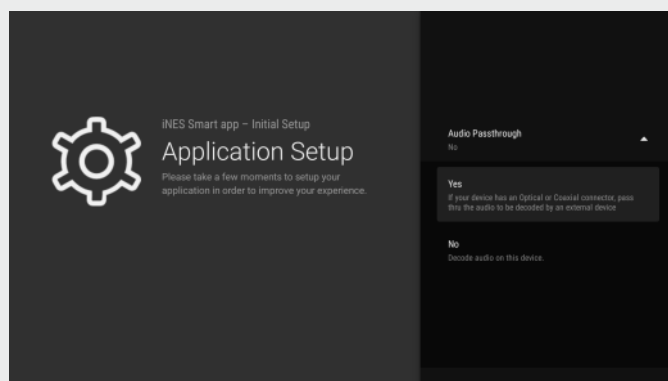 iNES Smart app – Initial Setup
Application Setup
Please take a few moments to setup your
application in order to improve your experience.
Audio Passthrough
No
Yes
If your device has an Optical or Coaxial connector, pass
thru the audio to be decoded by an external device
No
Decode audio on this device.